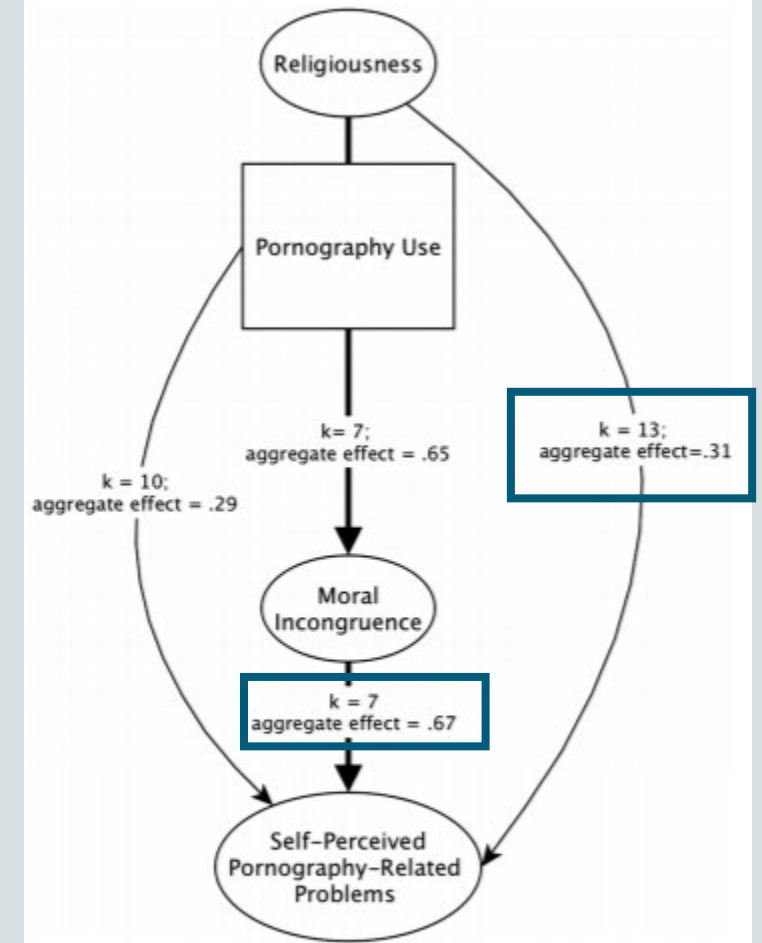 Religiousness
Pornography Use
k= 7;
aggregate effect = .65
k = 13;
aggregate effect=.31
k = 10;
aggregate effect = .29
Moral
Incongruence
k = 7
aggregate effect = .67
Self-Perceived
Pornography-Related
Problems